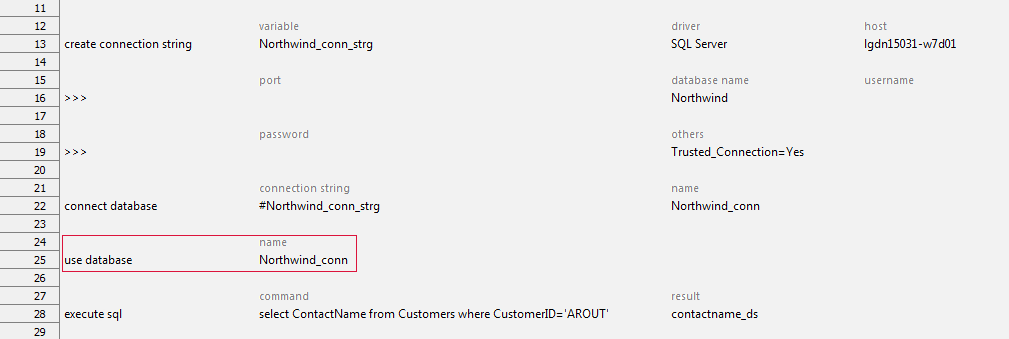 11
12 variable driver host
13 create connection string Northwind_conn_strg SQL Server lgdn15031-w7d01
14
15 port database name username
16 >>> Northwind
17
18 password others
19 >>> Trusted_Connection=Yes
20
21 connection string name
22 connect database #Northwind_conn_strg Northwind_conn
23
24 name
25 use database Northwind_conn
26
27 command result
28 execute sql select ContactName from Customers where CustomerID='AROUT' contactname_ds
29